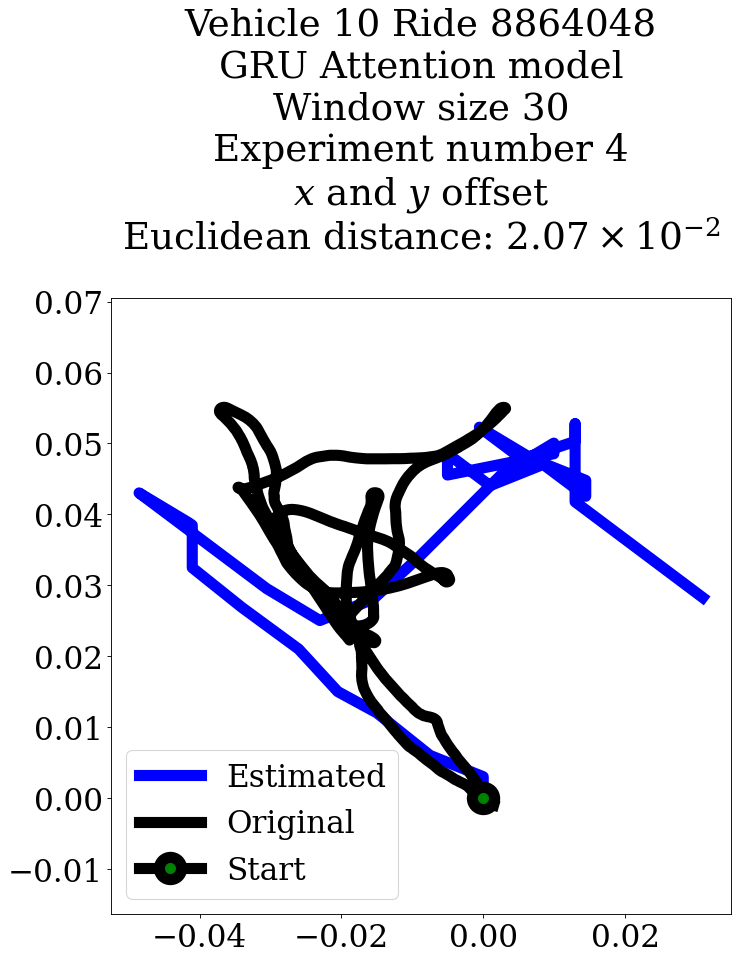 Vehicle 10 Ride 8864048
GRU Attention model
Window size 30
Experiment number 4
x and y offset
Euclidean distance: 2.07 × 10⁻²
0.07
0.06
0.05
0.04
0.03
0.02
0.01
0.00
−0.01
Estimated
Original
Start
−0.04 −0.02 0.00 0.02